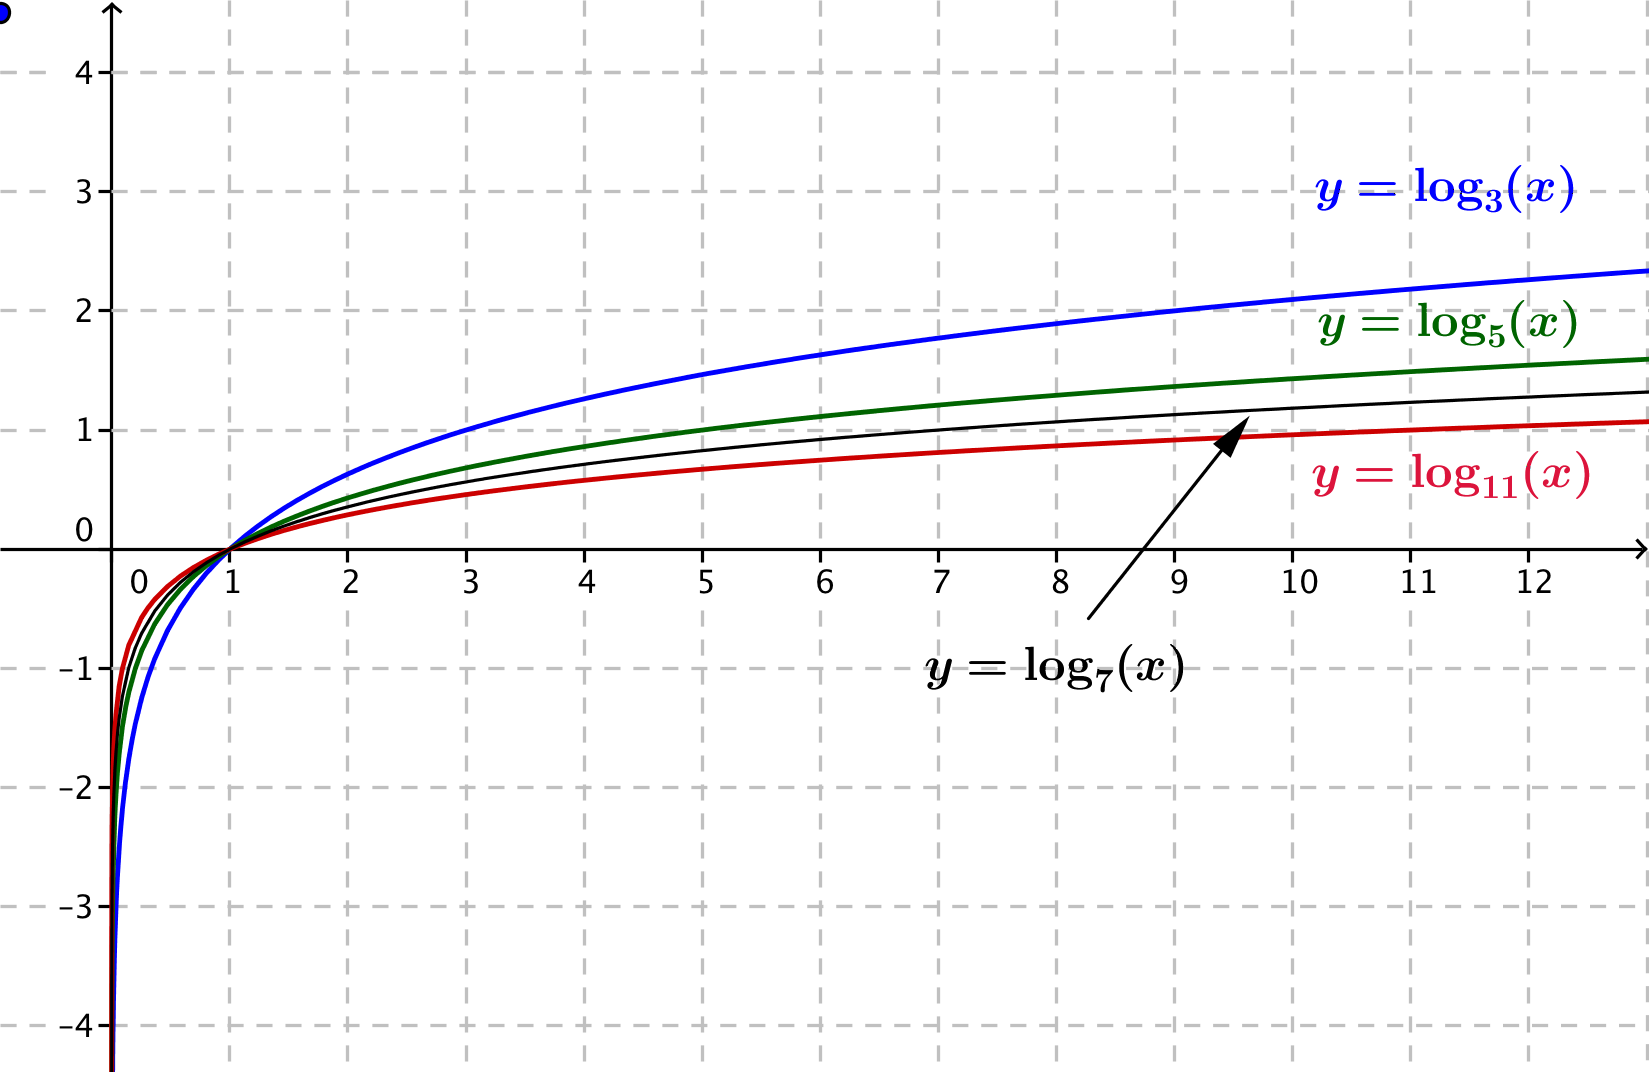 4
3
y = log₃(x)
2
y = log₅(x)
1
y = log₁₁(x)
0
0 1 2 3 4 5 6 7 8 9 10 11 12
y = log₇(x)
–1
–2
–3
–4